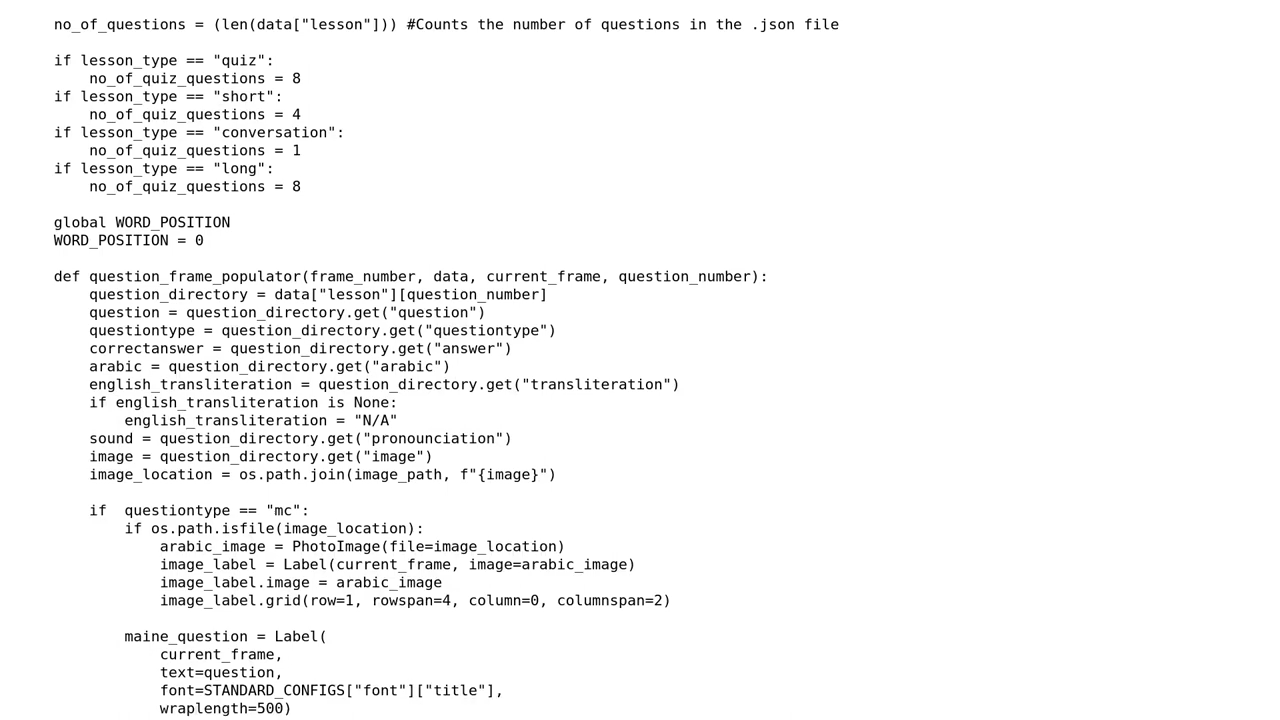 no_of_questions = (len(data["lesson"])) #Counts the number of questions in the .json file

if lesson_type == "quiz":
    no_of_quiz_questions = 8
if lesson_type == "short":
    no_of_quiz_questions = 4
if lesson_type == "conversation":
    no_of_quiz_questions = 1
if lesson_type == "long":
    no_of_quiz_questions = 8

global WORD_POSITION
WORD_POSITION = 0

def question_frame_populator(frame_number, data, current_frame, question_number):
    question_directory = data["lesson"][question_number]
    question = question_directory.get("question")
    questiontype = question_directory.get("questiontype")
    correctanswer = question_directory.get("answer")
    arabic = question_directory.get("arabic")
    english_transliteration = question_directory.get("transliteration")
    if english_transliteration is None:
        english_transliteration = "N/A"
    sound = question_directory.get("pronounciation")
    image = question_directory.get("image")
    image_location = os.path.join(image_path, f"{image}")

    if  questiontype == "mc":
        if os.path.isfile(image_location):
            arabic_image = PhotoImage(file=image_location)
            image_label = Label(current_frame, image=arabic_image)
            image_label.image = arabic_image
            image_label.grid(row=1, rowspan=4, column=0, columnspan=2)

        maine_question = Label(
            current_frame,
            text=question,
            font=STANDARD_CONFIGS["font"]["title"],
            wraplength=500)